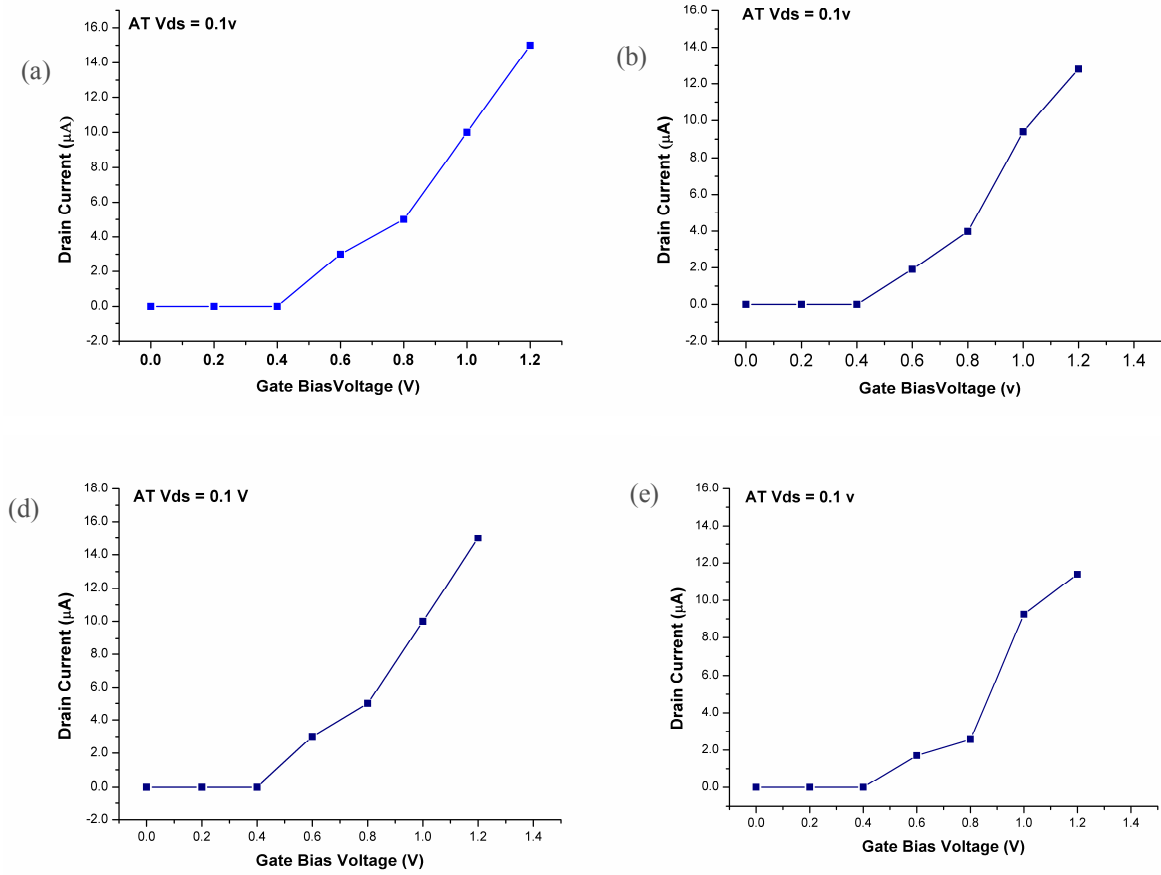 (a)
AT Vds = 0.1v
16.0
14.0
12.0
10.0
8.0
6.0
4.0
2.0
0.0
-2.0
Drain Current (μA)
0.0 0.2 0.4 0.6 0.8 1.0 1.2
Gate BiasVoltage (V)
(b)
AT Vds = 0.1v
16.0
14.0
12.0
10.0
8.0
6.0
4.0
2.0
0.0
-2.0
Drain Current (μA)
0.0 0.2 0.4 0.6 0.8 1.0 1.2 1.4
Gate BiasVoltage (v)
(d)
AT Vds = 0.1 V
18.0
16.0
14.0
12.0
10.0
8.0
6.0
4.0
2.0
0.0
-2.0
Drain Current (μA)
0.0 0.2 0.4 0.6 0.8 1.0 1.2 1.4
Gate Bias Voltage (V)
(e)
AT Vds = 0.1 v
16.0
14.0
12.0
10.0
8.0
6.0
4.0
2.0
0.0
Drain Current (μA)
0.0 0.2 0.4 0.6 0.8 1.0 1.2 1.4
Gate Bias Voltage (V)